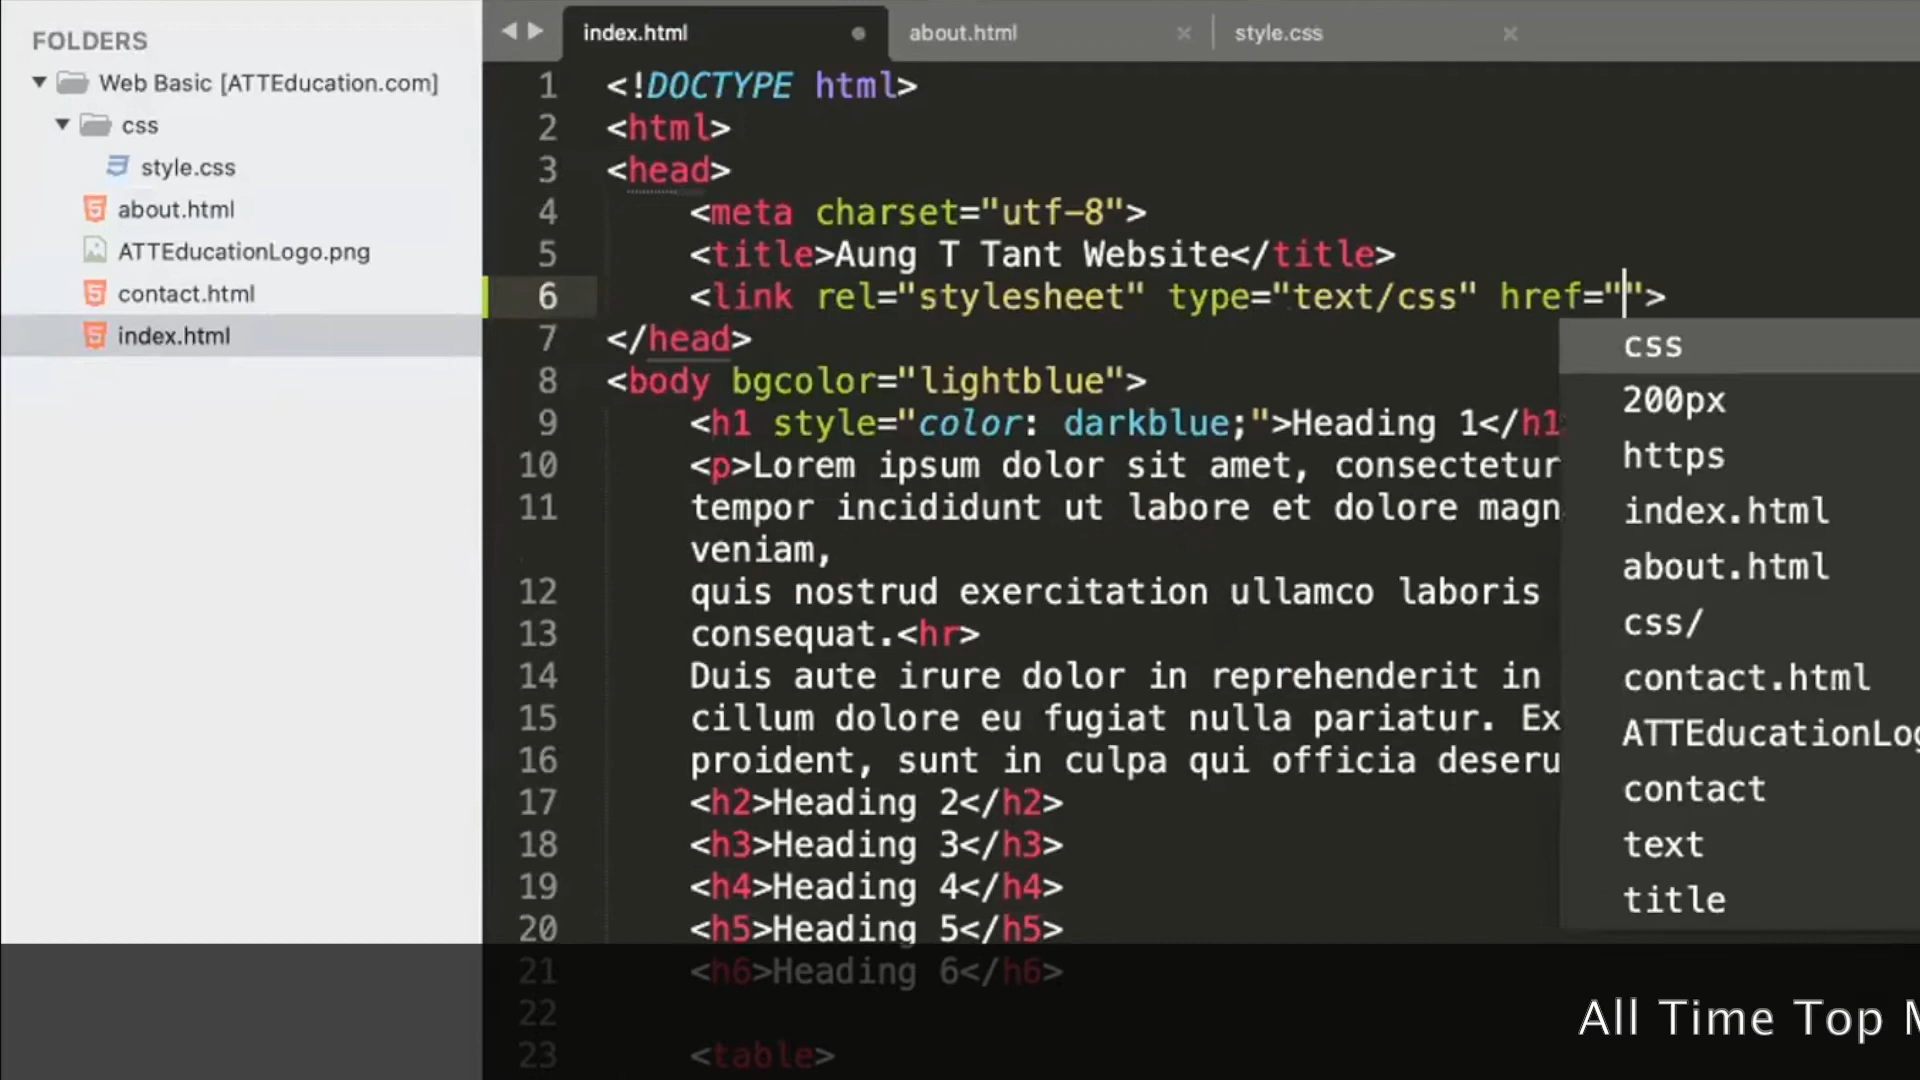 FOLDERS
Web Basic [ATTEducation.com]
css
style.css
about.html
ATTEducationLogo.png
contact.html
index.html
index.html
about.html
style.css
1 <!DOCTYPE html>
2 <html>
3 <head>
4 <meta charset="utf-8">
5 <title>Aung T Tant Website</title>
6 <link rel="stylesheet" type="text/css" href="">
7 </head>
8 <body bgcolor="lightblue">
9 <h1 style="color: darkblue;">Heading 1</h1
10 <p>Lorem ipsum dolor sit amet, consectetur
11 tempor incididunt ut labore et dolore magn
veniam,
12 quis nostrud exercitation ullamco laboris
13 consequat.<hr>
14 Duis aute irure dolor in reprehenderit in
15 cillum dolore eu fugiat nulla pariatur. Ex
16 proident, sunt in culpa qui officia deseru
17 <h2>Heading 2</h2>
18 <h3>Heading 3</h3>
19 <h4>Heading 4</h4>
20 <h5>Heading 5</h5>
21 <h6>Heading 6</h6>
22
23 <table>
css
200px
https
index.html
about.html
css/
contact.html
ATTEducationLog
contact
text
title
All Time Top M